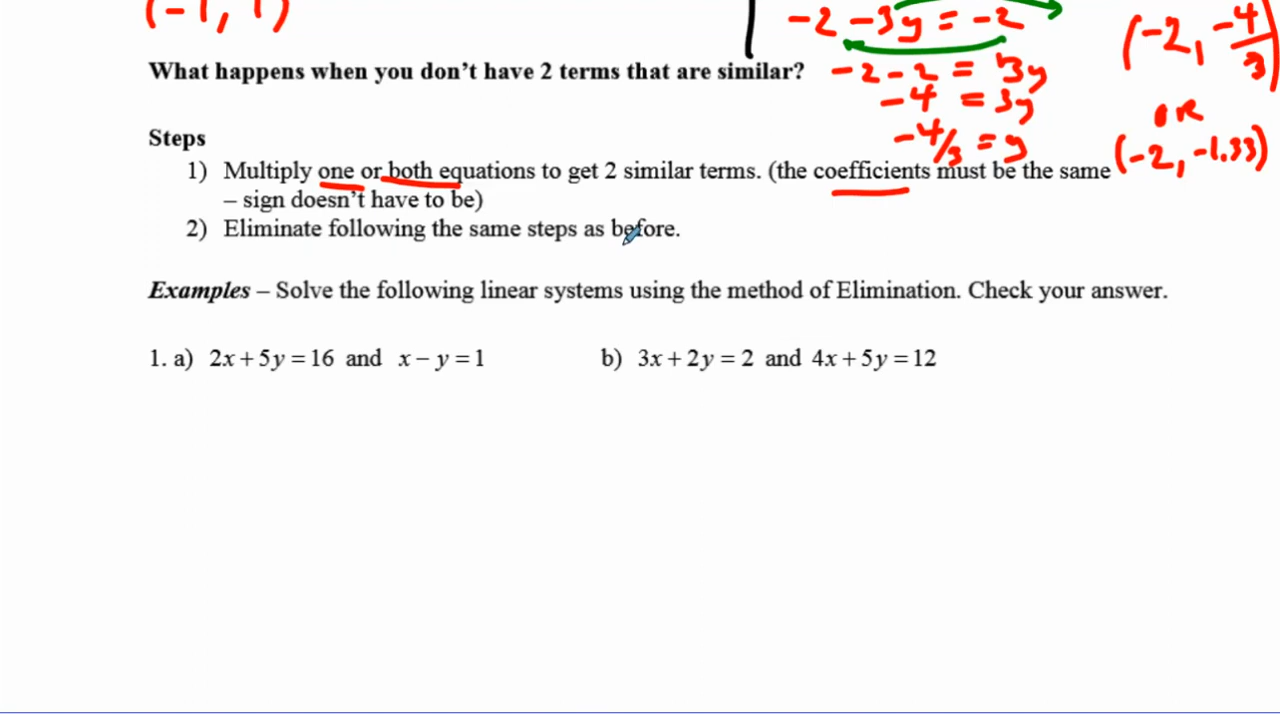 (-1, 1)
-2 -3y = -2
(-2, -4/3)
What happens when you don't have 2 terms that are similar?
-2 -2 = 3y
-4 = 3y
OR
-4/3 = y
(-2, -1.33)
Steps
1) Multiply one or both equations to get 2 similar terms. (the coefficients must be the same
– sign doesn't have to be)
2) Eliminate following the same steps as before.
Examples – Solve the following linear systems using the method of Elimination. Check your answer.
1. a) 2x + 5y = 16 and x − y = 1
b) 3x + 2y = 2 and 4x + 5y = 12